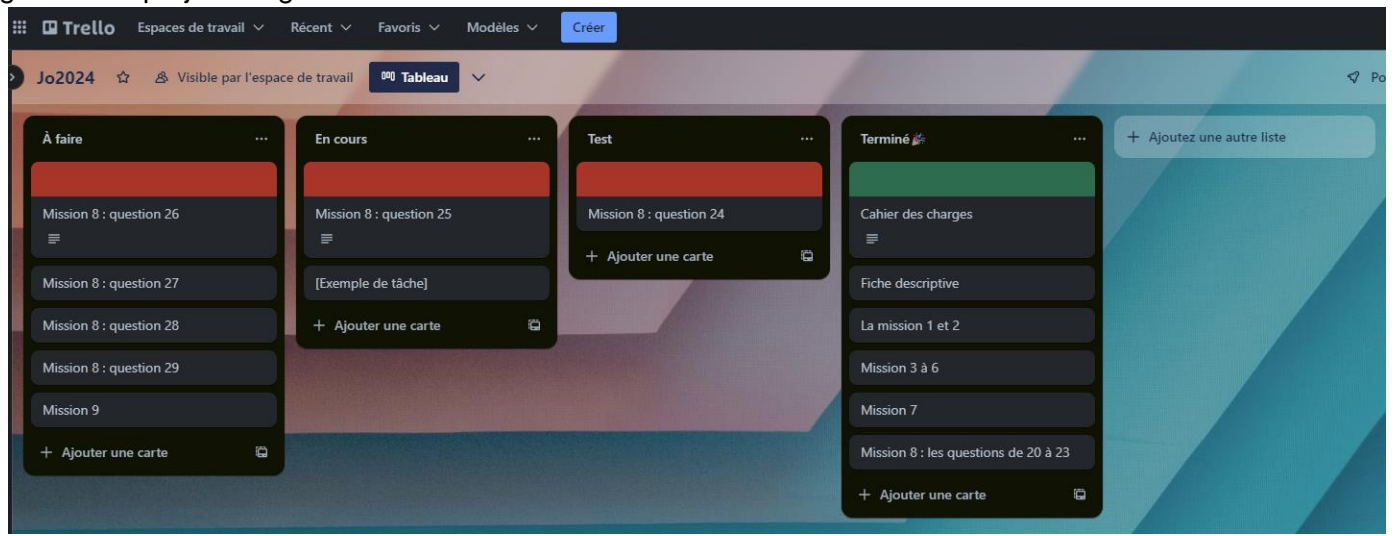 Trello Espaces de travail Récent Favoris Modèles Créer
Jo2024 Visible par l'espace de travail Tableau Po
À faire
Mission 8 : question 26
Mission 8 : question 27
Mission 8 : question 28
Mission 8 : question 29
Mission 9
+ Ajouter une carte
En cours
Mission 8 : question 25
[Exemple de tâche]
+ Ajouter une carte
Test
Mission 8 : question 24
+ Ajouter une carte
Terminé🎉
Cahier des charges
Fiche descriptive
La mission 1 et 2
Mission 3 à 6
Mission 7
Mission 8 : les questions de 20 à 23
+ Ajouter une carte
+ Ajoutez une autre liste